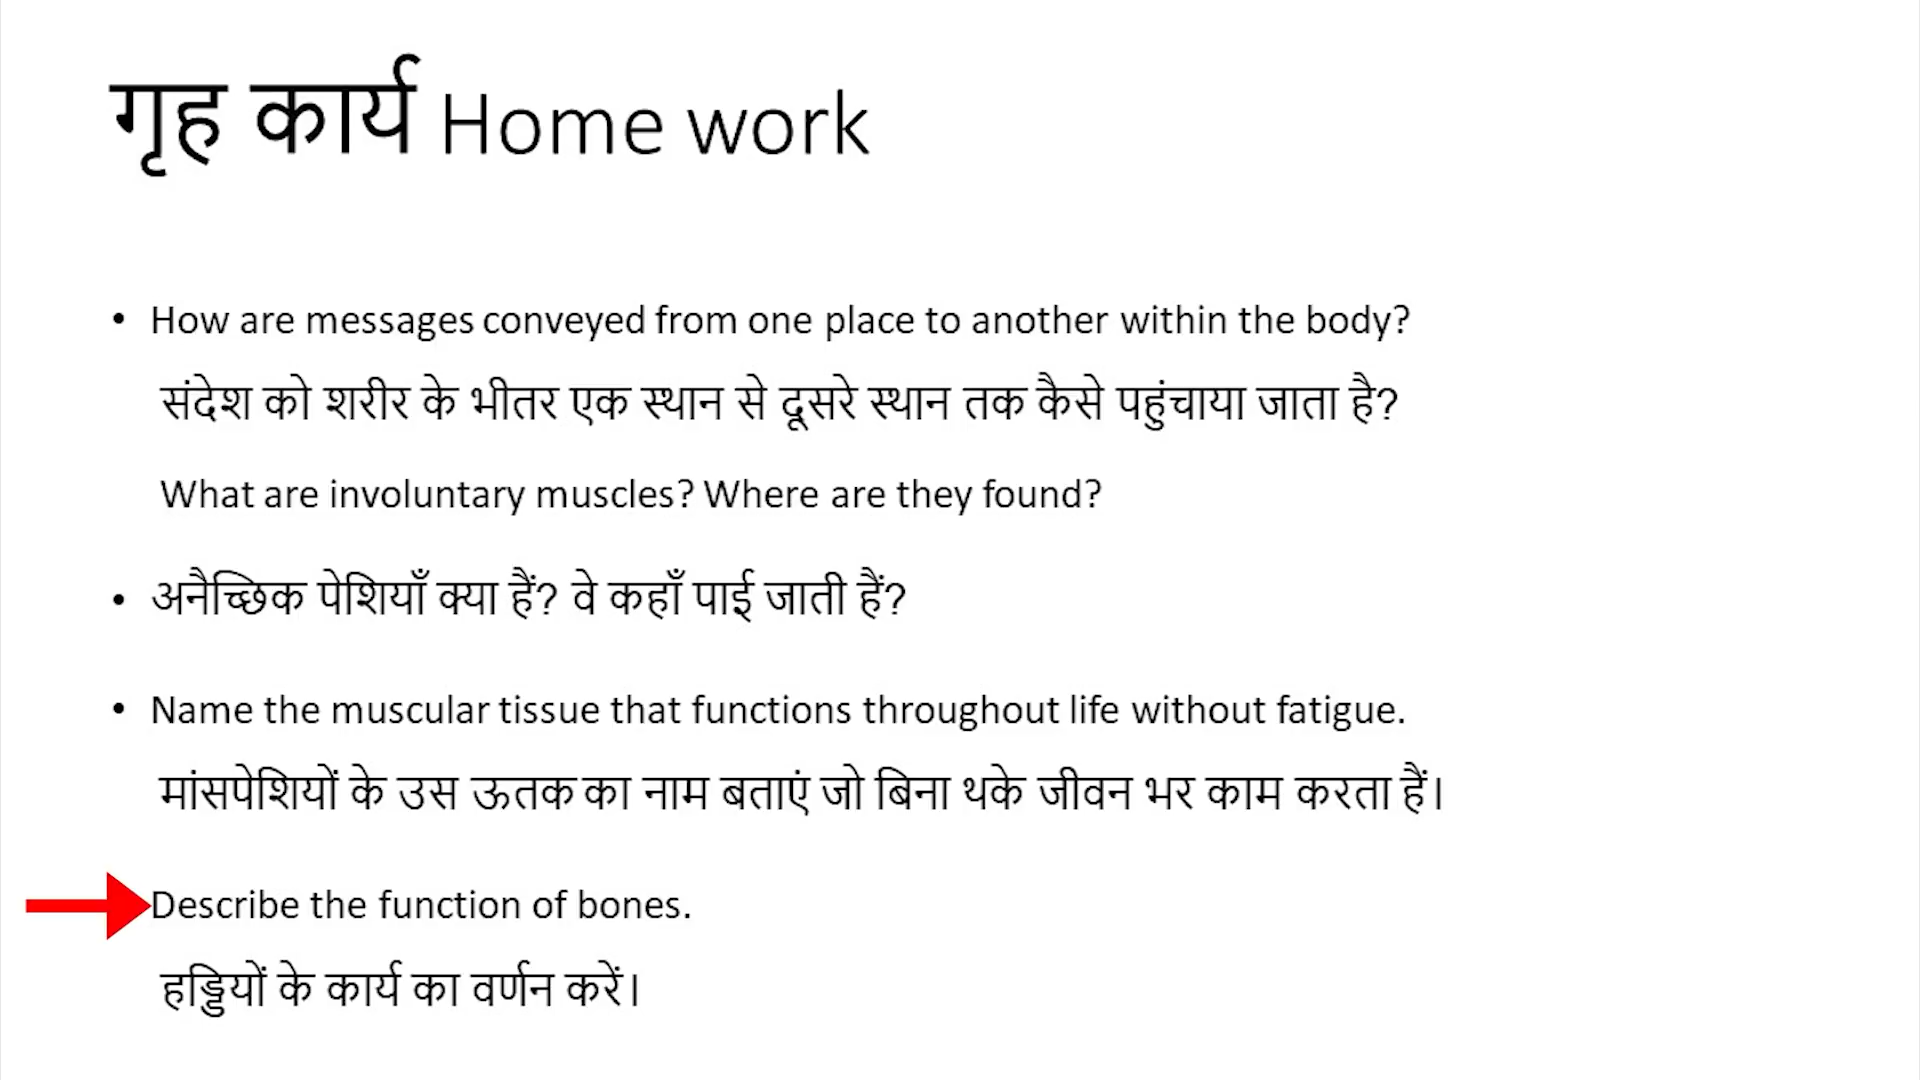 गृह कार्य Home work
• How are messages conveyed from one place to another within the body?
संदेश को शरीर के भीतर एक स्थान से दूसरे स्थान तक कैसे पहुंचाया जाता है?
What are involuntary muscles? Where are they found?
• अनैच्छिक पेशियाँ क्या हैं? वे कहाँ पाई जाती हैं?
• Name the muscular tissue that functions throughout life without fatigue.
मांसपेशियों के उस ऊतक का नाम बताएं जो बिना थके जीवन भर काम करता हैं।
Describe the function of bones.
हड्डियों के कार्य का वर्णन करें।